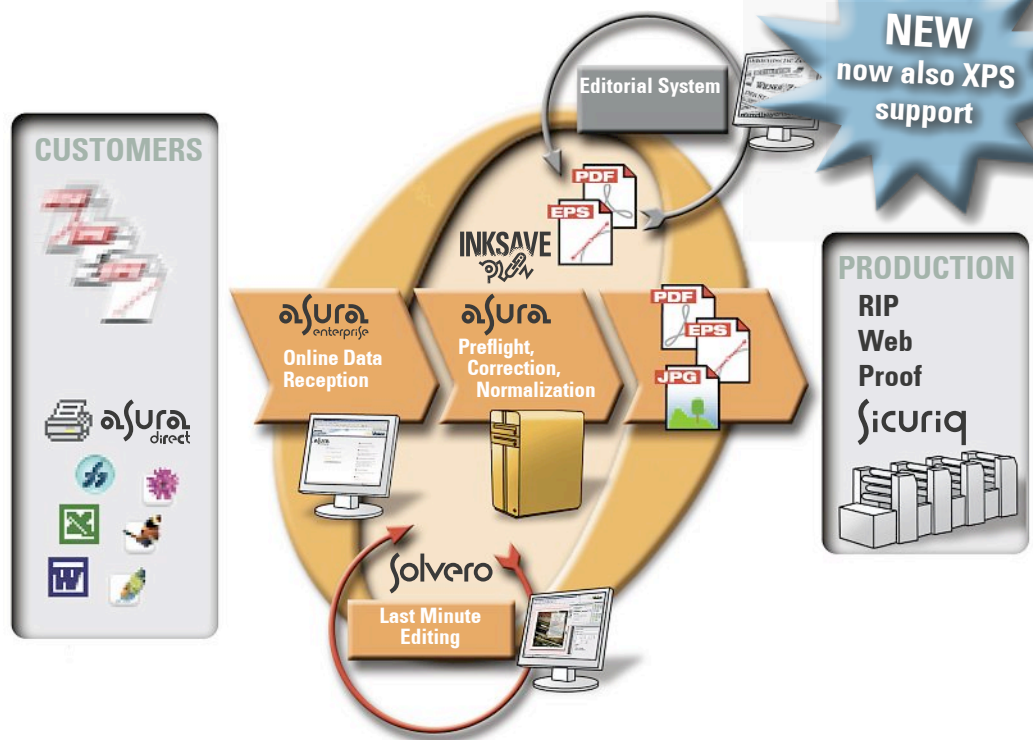 NEW
now also XPS
support
Editorial System
CUSTOMERS
PDF
EPS
INKSAVE
PRODUCTION
RIP
Web
Proof
Sicuriq
asura
enterprise
Online Data
Reception
asura
Preflight,
Correction,
Normalization
PDF
EPS
JPG
asura
direct
W
Solvero
Last Minute
Editing